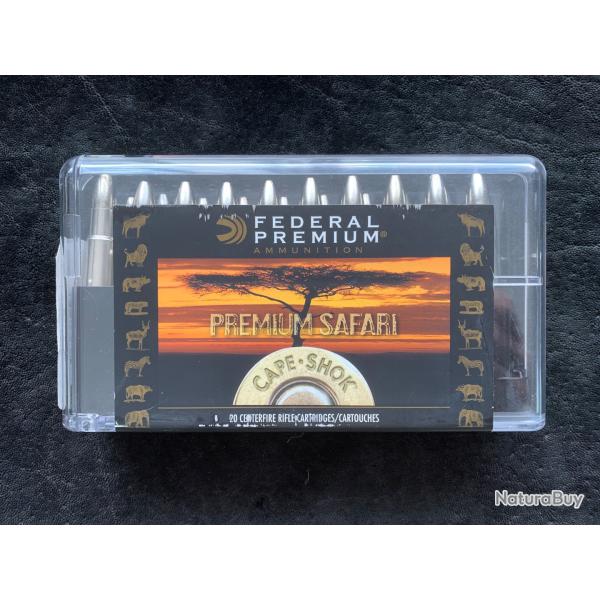 FEDERAL
PREMIUM®
AMMUNITION
PREMIUM SAFARI
CAPE•SHOK
20 CENTERFIRE RIFLE CARTRIDGES/CARTOUCHES
NaturaBuy